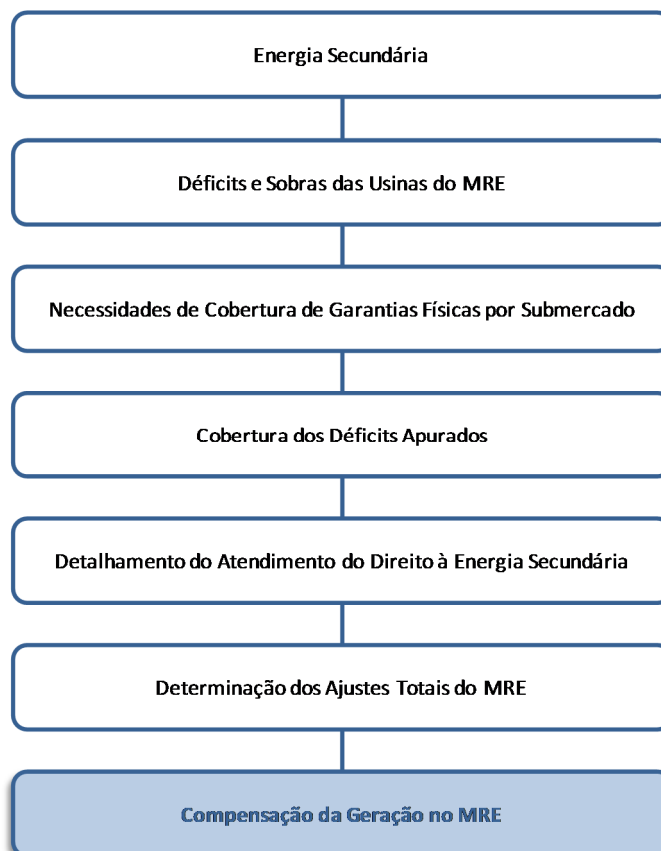 Energia Secundária
Déficits e Sobras das Usinas do MRE
Necessidades de Cobertura de Garantias Físicas por Submercado
Cobertura dos Déficits Apurados
Detalhamento do Atendimento do Direito à Energia Secundária
Determinação dos Ajustes Totais do MRE
Compensação da Geração no MRE